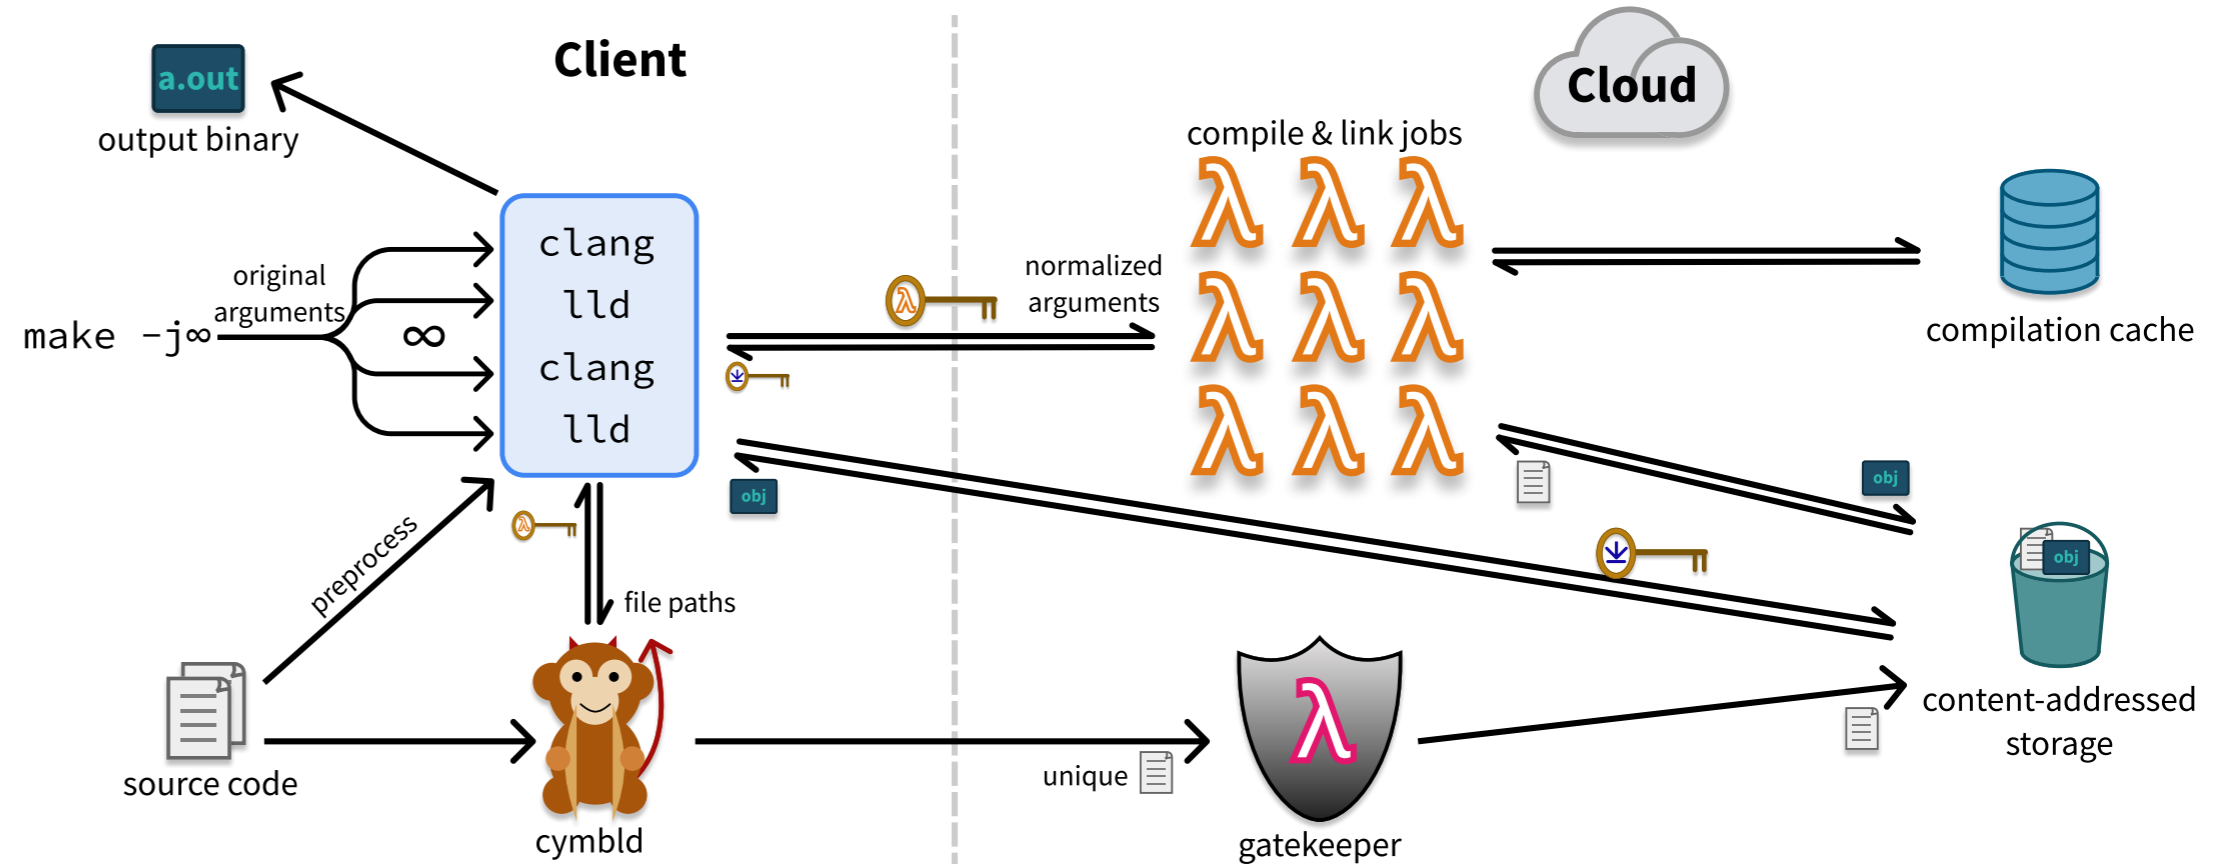 Client
Cloud
a.out
output binary
compile & link jobs
original
arguments
make -j∞
∞
clang
lld
clang
lld
λ
normalized
arguments
λ λ λ
λ λ λ
λ λ λ
compilation cache
obj
obj
preprocess
λ
file paths
obj
source code
cymbld
unique
λ
gatekeeper
content-addressed
storage